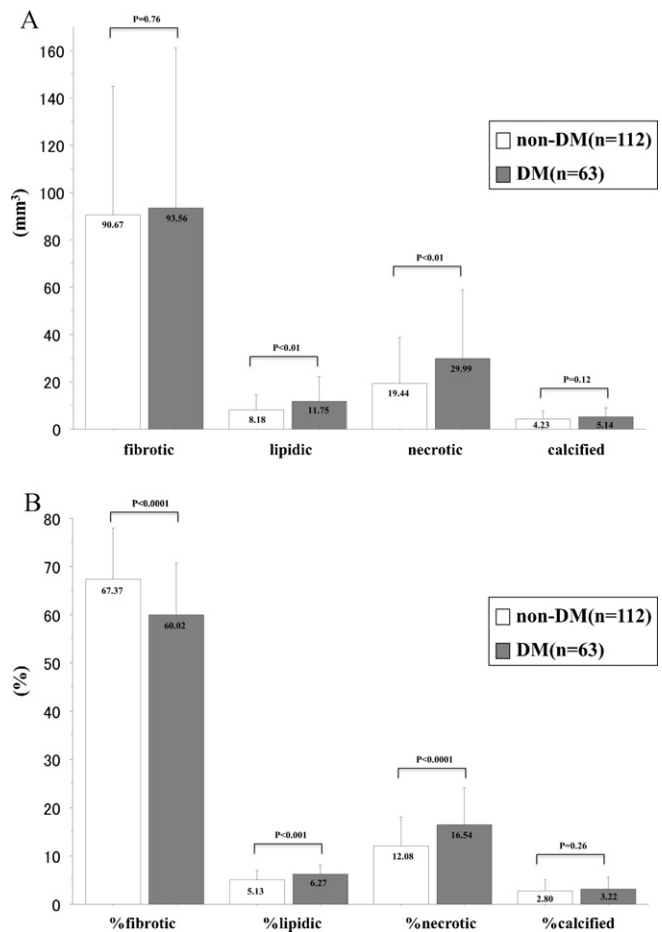 A
P=0.76
160
140
120
100
80
60
40
20
0
(mm³)
non-DM(n=112)
DM(n=63)
90.67
93.56
P<0.01
8.18
11.75
P<0.01
19.44
29.99
P=0.12
4.23
5.14
fibrotic
lipidic
necrotic
calcified
B
P<0.0001
80
70
60
50
40
30
20
10
0
(%)
non-DM(n=112)
DM(n=63)
67.37
60.02
P<0.001
5.13
6.27
P<0.0001
12.08
16.54
P=0.26
2.80
3.22
%fibrotic
%lipidic
%necrotic
%calcified